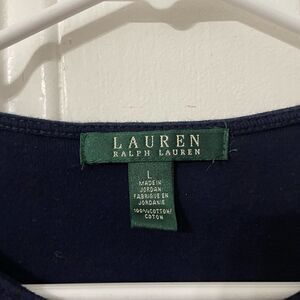 LAUREN
RALPH LAUREN
L
MADE IN
JORDAN
FABRIQUÉ EN
JORDANIE
100% COTTON/
COTON